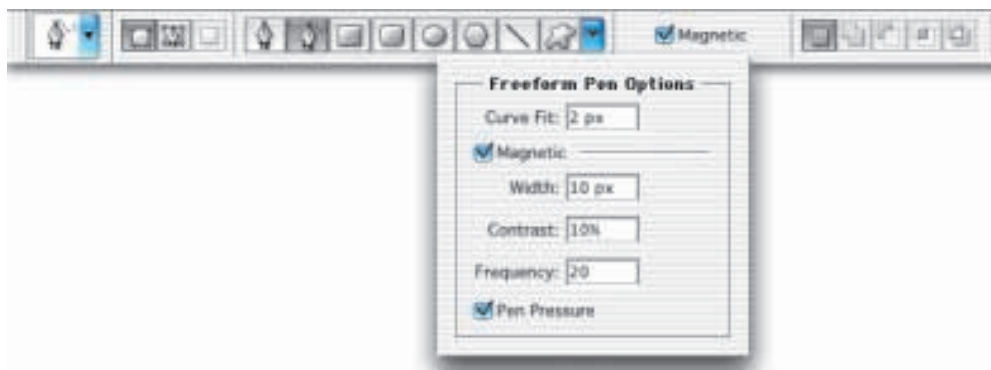 Magnetic
Freeform Pen Options
Curve Fit: 2 px
Magnetic
Width: 10 px
Contrast: 10%
Frequency: 20
Pen Pressure